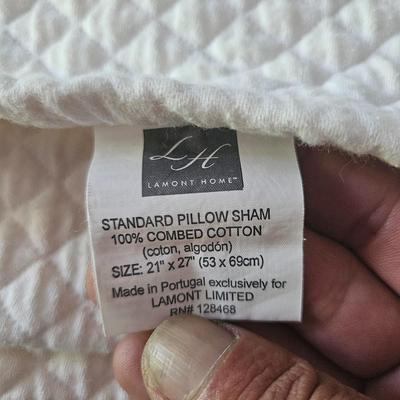 LH
LAMONT HOME™
STANDARD PILLOW SHAM
100% COMBED COTTON
(coton, algodón)
SIZE: 21" x 27" (53 x 69cm)
Made in Portugal exclusively for
LAMONT LIMITED
RN# 128468